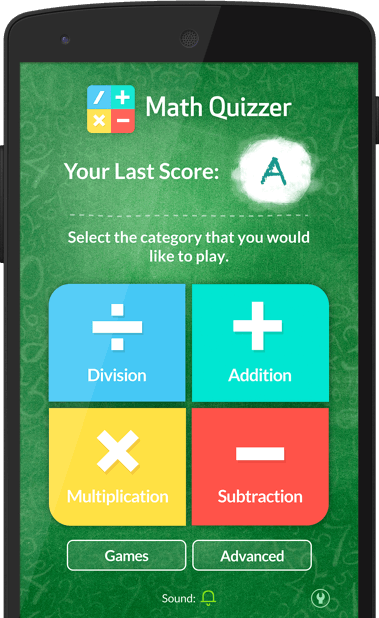 Math Quizzer
Your Last Score: A
Select the category that you would
like to play.
÷ +
Division Addition
× −
Multiplication Subtraction
Games Advanced
Sound: